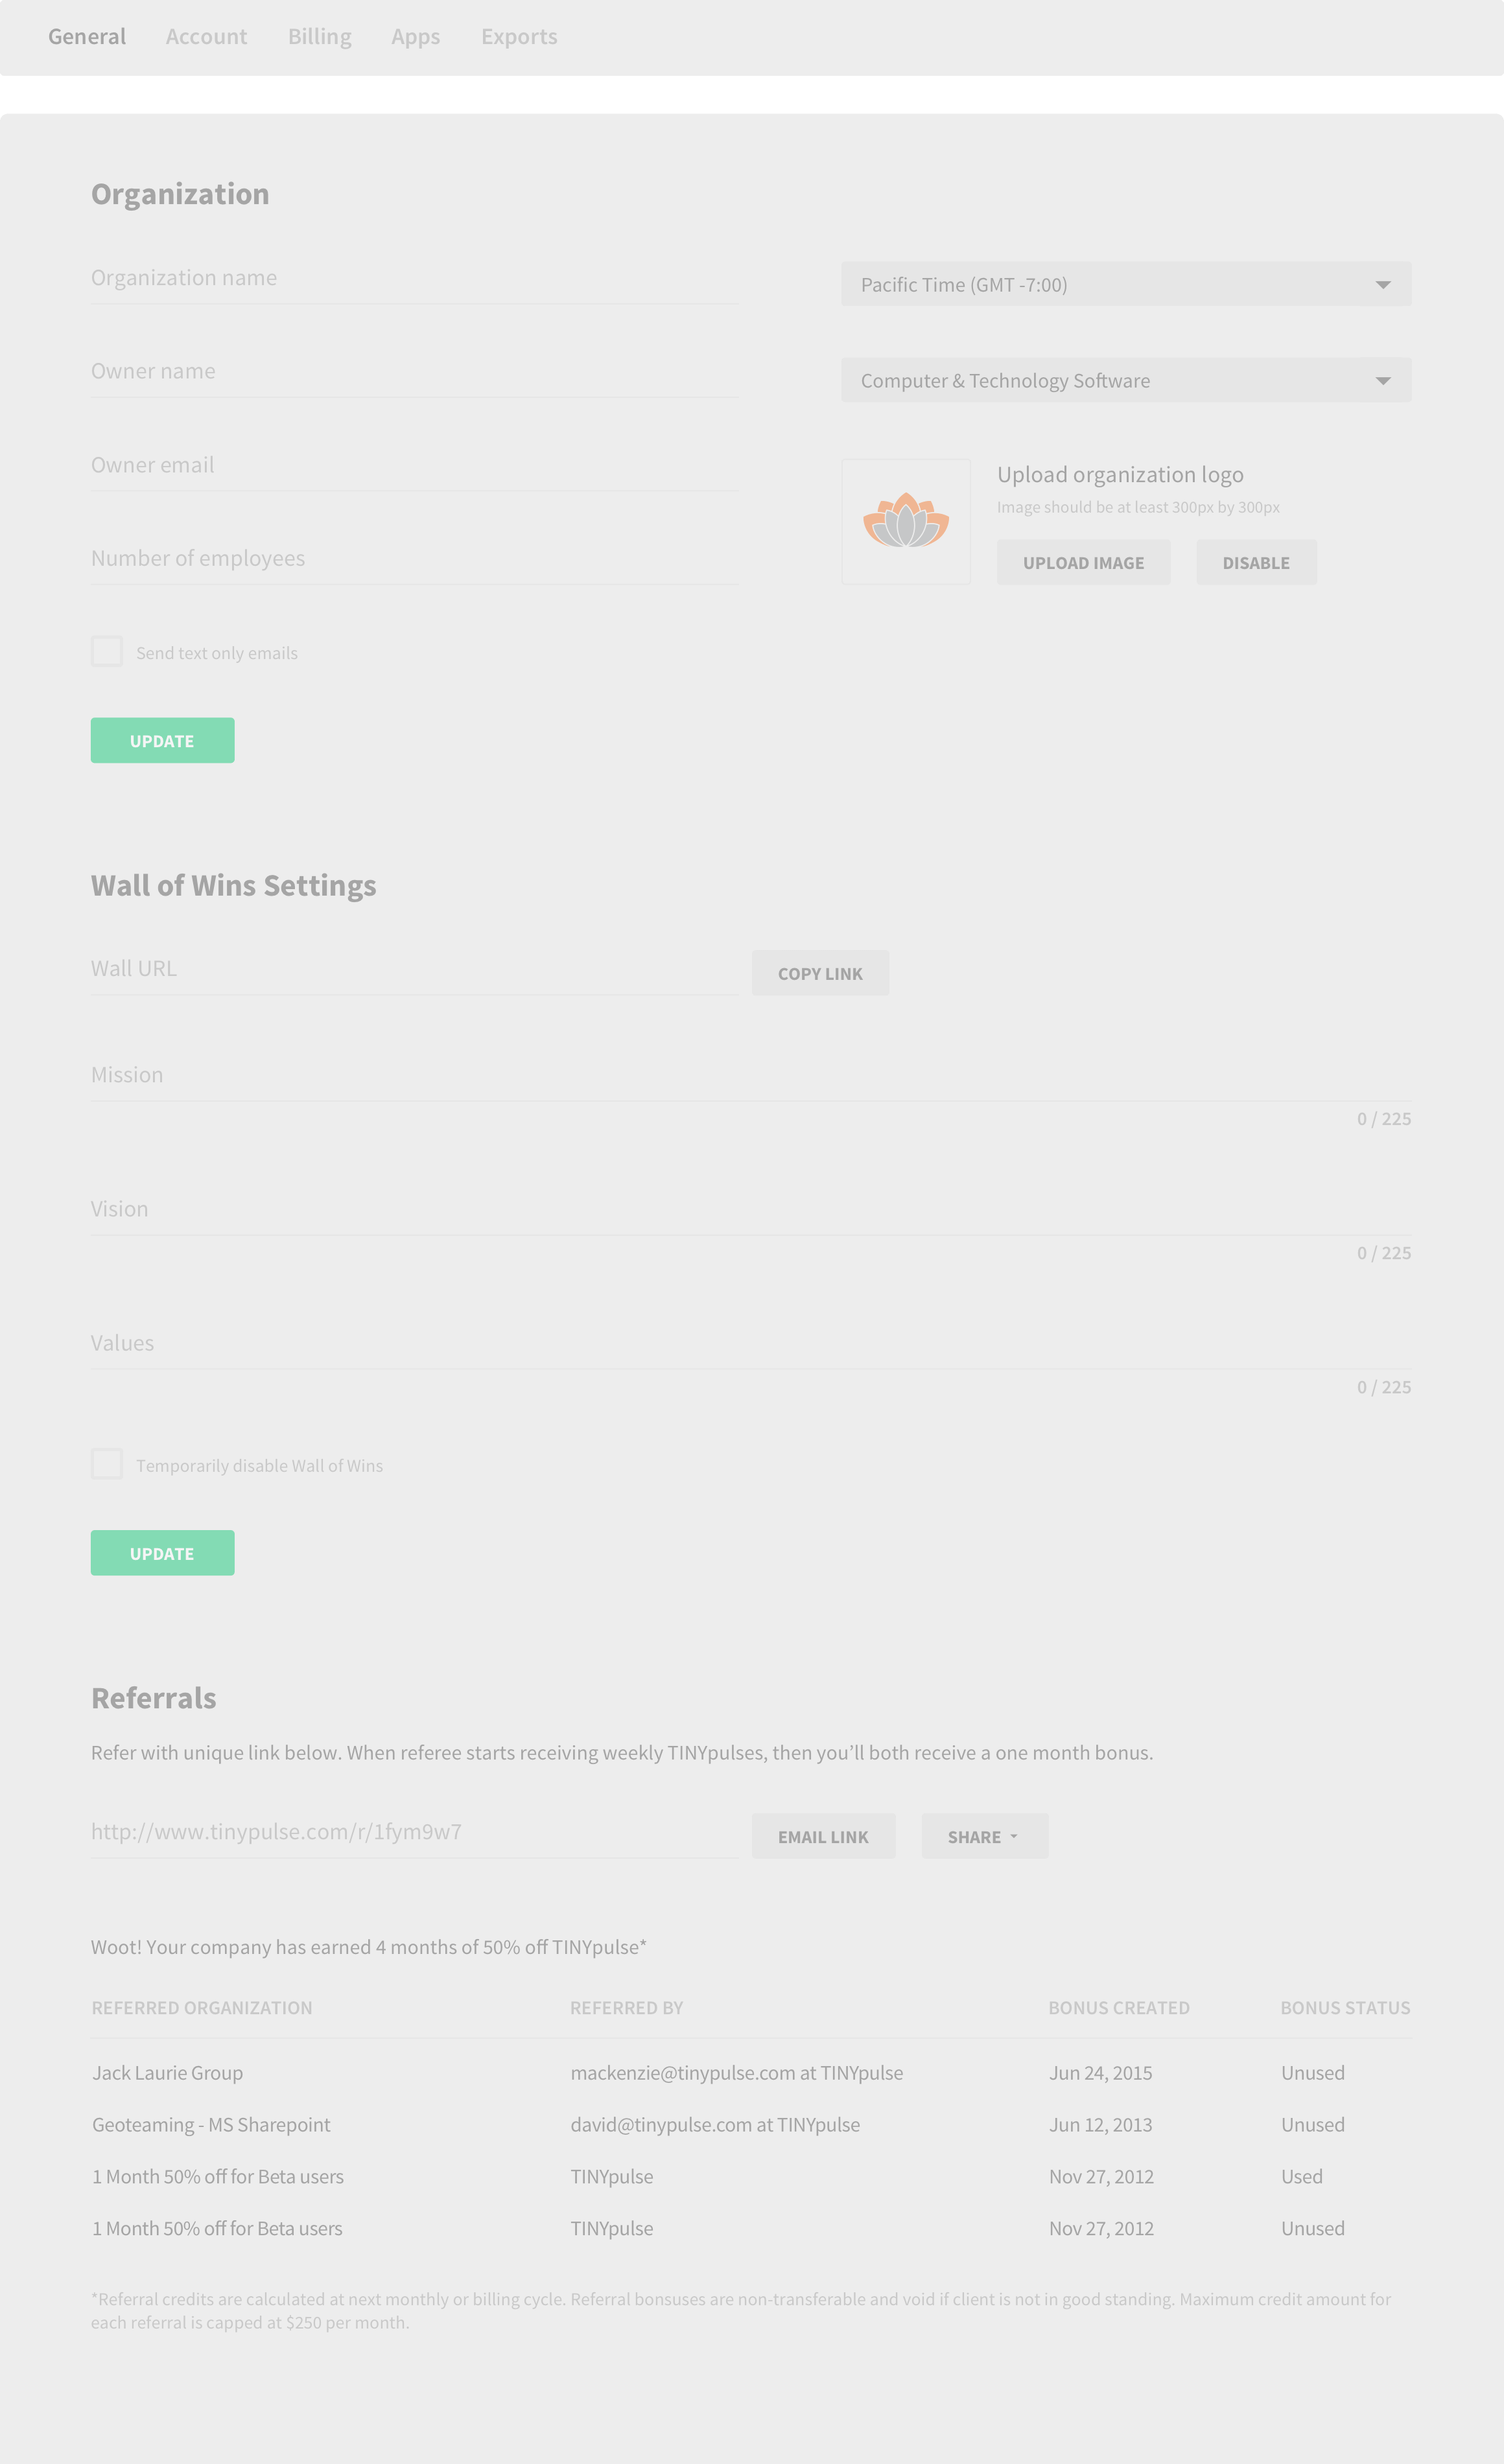 General Account Billing Apps Exports
Organization
Organization name
Pacific Time (GMT -7:00)
Owner name
Computer & Technology Software
Owner email
Upload organization logo
Image should be at least 300px by 300px
Number of employees
UPLOAD IMAGE DISABLE
Send text only emails
UPDATE
Wall of Wins Settings
Wall URL
COPY LINK
Mission
0 / 225
Vision
0 / 225
Values
0 / 225
Temporarily disable Wall of Wins
UPDATE
Referrals
Refer with unique link below. When referee starts receiving weekly TINYpulses, then you’ll both receive a one month bonus.
http://www.tinypulse.com/r/1fym9w7
EMAIL LINK SHARE
Woot! Your company has earned 4 months of 50% off TINYpulse*
REFERRED ORGANIZATION REFERRED BY BONUS CREATED BONUS STATUS
Jack Laurie Group mackenzie@tinypulse.com at TINYpulse Jun 24, 2015 Unused
Geoteaming - MS Sharepoint david@tinypulse.com at TINYpulse Jun 12, 2013 Unused
1 Month 50% off for Beta users TINYpulse Nov 27, 2012 Used
1 Month 50% off for Beta users TINYpulse Nov 27, 2012 Unused
*Referral credits are calculated at next monthly or billing cycle. Referral bonsuses are non-transferable and void if client is not in good standing. Maximum credit amount for
each referral is capped at $250 per month.